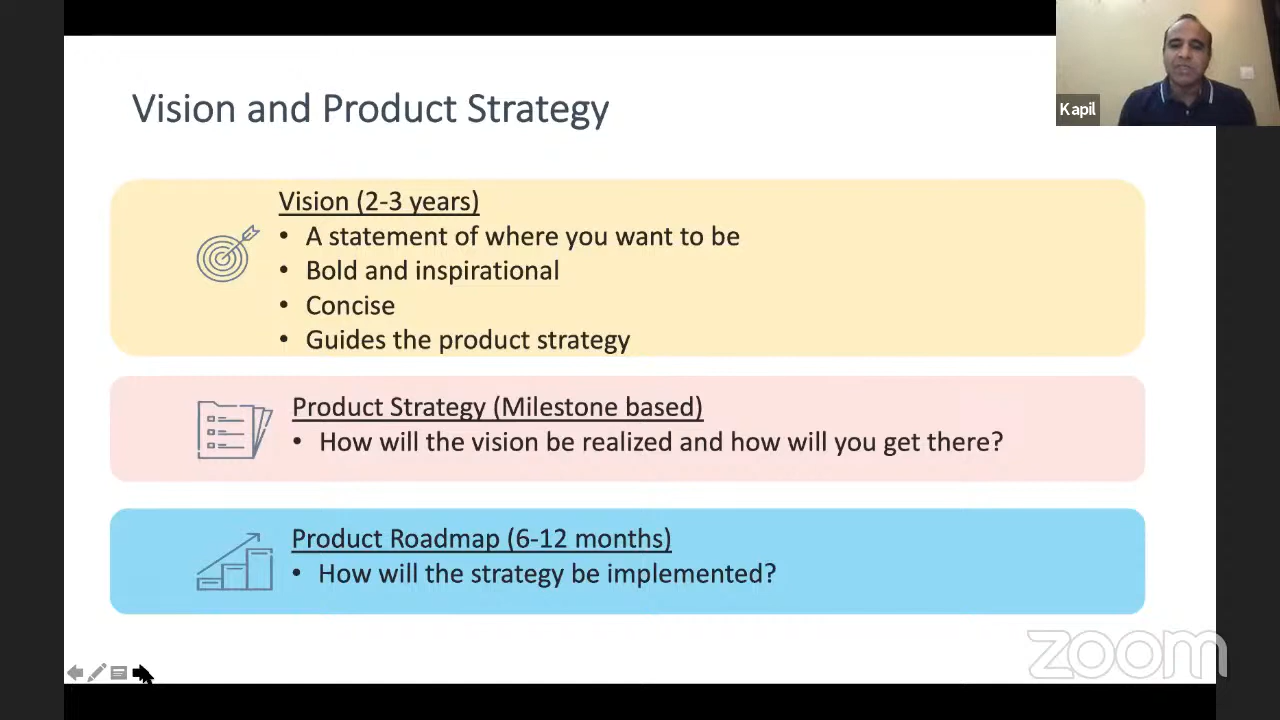 Vision and Product Strategy
Kapil
Vision (2-3 years)
• A statement of where you want to be
• Bold and inspirational
• Concise
• Guides the product strategy
Product Strategy (Milestone based)
• How will the vision be realized and how will you get there?
Product Roadmap (6-12 months)
• How will the strategy be implemented?
zoom